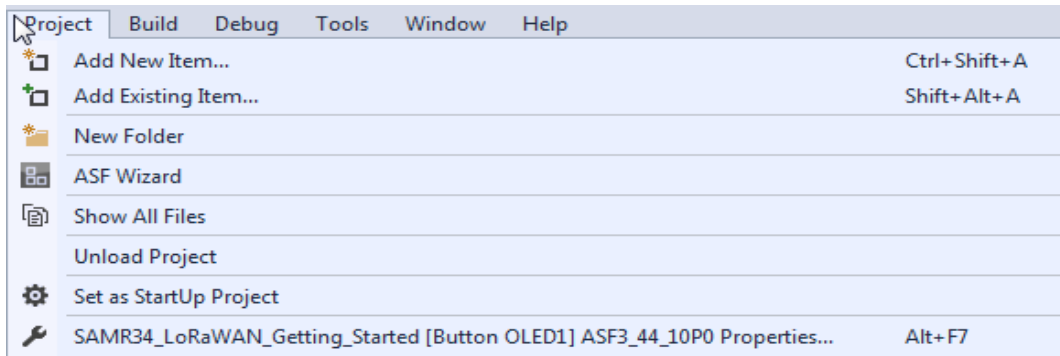 Project Build Debug Tools Window Help
Add New Item... Ctrl+Shift+A
Add Existing Item... Shift+Alt+A
New Folder
ASF Wizard
Show All Files
Unload Project
Set as StartUp Project
SAMR34_LoRaWAN_Getting_Started [Button OLED1] ASF3_44_10P0 Properties... Alt+F7